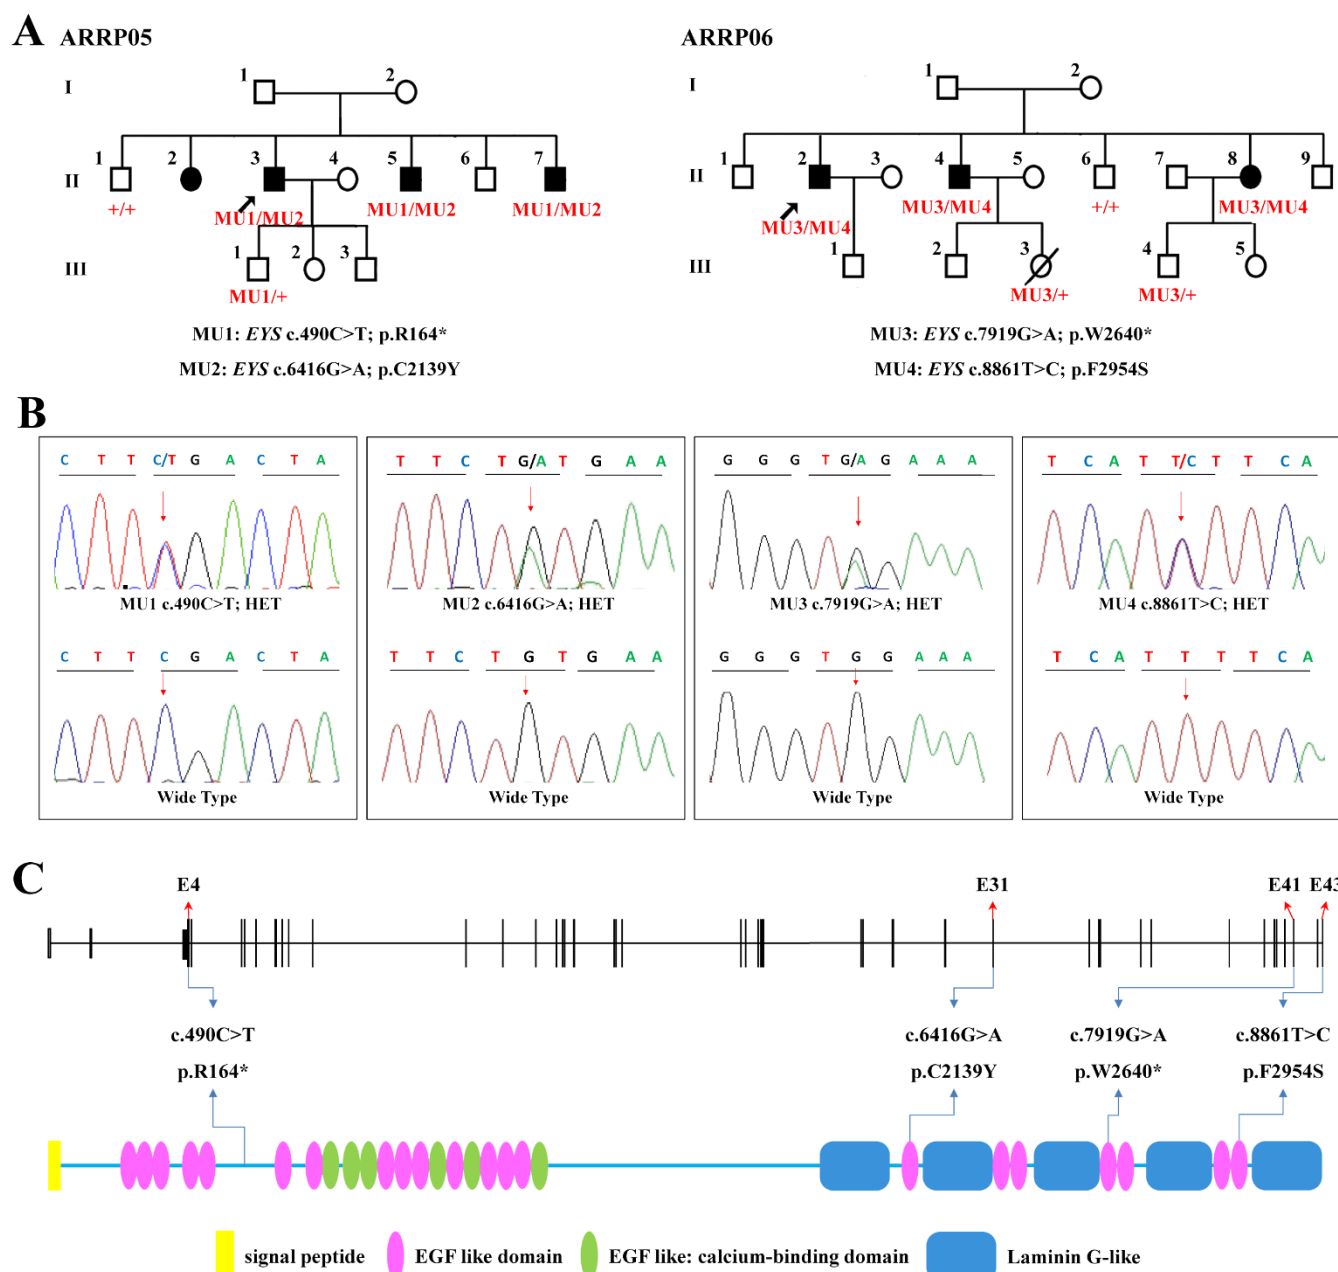 A
ARRP05
ARRP06
1 2
1 2
I
I
1 2 3 4 5 6 7
1 2 3 4 5 6 7 8 9
II
II
+/+ MU1/MU2 MU1/MU2 MU1/MU2
MU3/MU4 MU3/MU4 +/+ MU3/MU4
1 2 3
1 2 3 4 5
III
III
MU1/+
MU3/+ MU3/+
MU1: EYS c.490C>T; p.R164*
MU3: EYS c.7919G>A; p.W2640*
MU2: EYS c.6416G>A; p.C2139Y
MU4: EYS c.8861T>C; p.F2954S
B
C T T C/T G A C T A
T T C T G/A T G A A
G G G T G/A G A A A
T C A T T/C T T C A
MU1 c.490C>T; HET
MU2 c.6416G>A; HET
MU3 c.7919G>A; HET
MU4 c.8861T>C; HET
C T T C G A C T A
T T C T G T G A A
G G G T G G A A A
T C A T T T T C A
Wide Type
Wide Type
Wide Type
Wide Type
C
E4 E31 E41 E43
c.490C>T c.6416G>A c.7919G>A c.8861T>C
p.R164* p.C2139Y p.W2640* p.F2954S
signal peptide EGF like domain EGF like: calcium-binding domain Laminin G-like